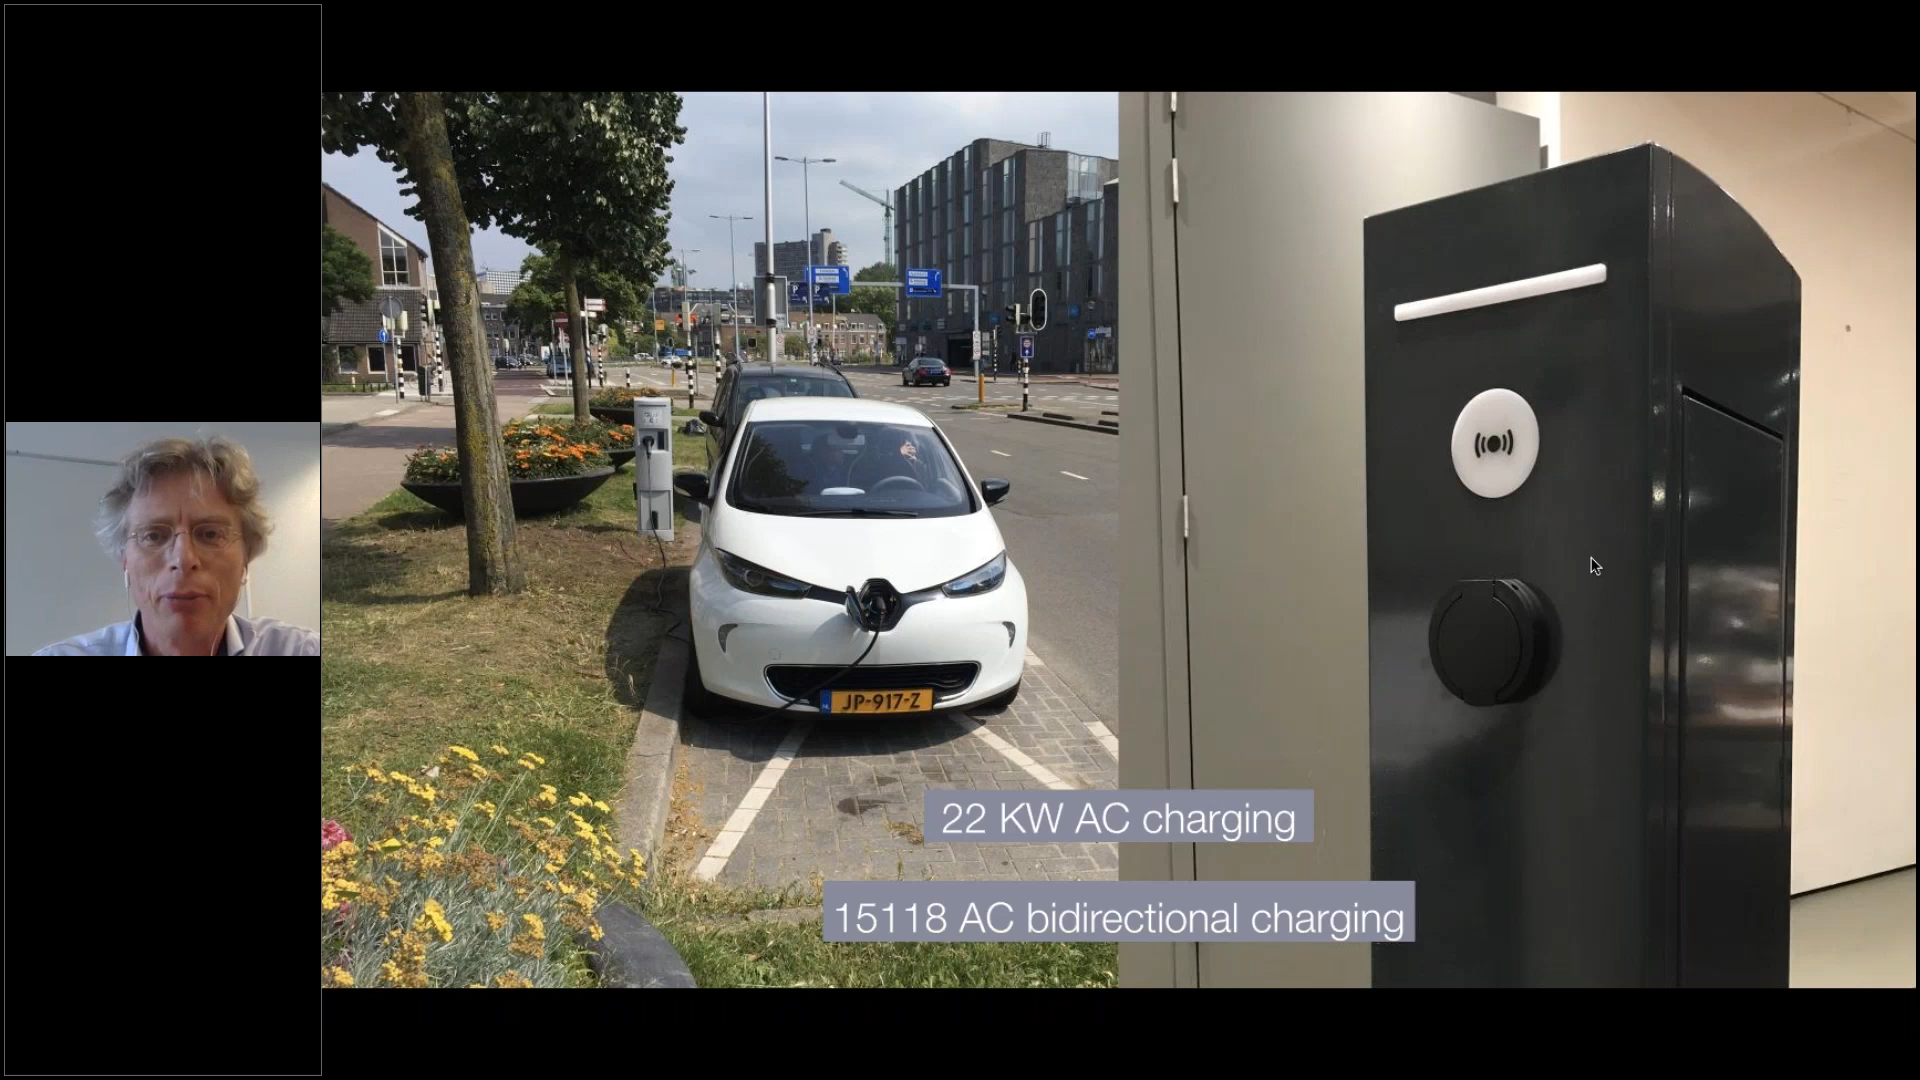 JP-917-Z
22 KW AC charging
15118 AC bidirectional charging